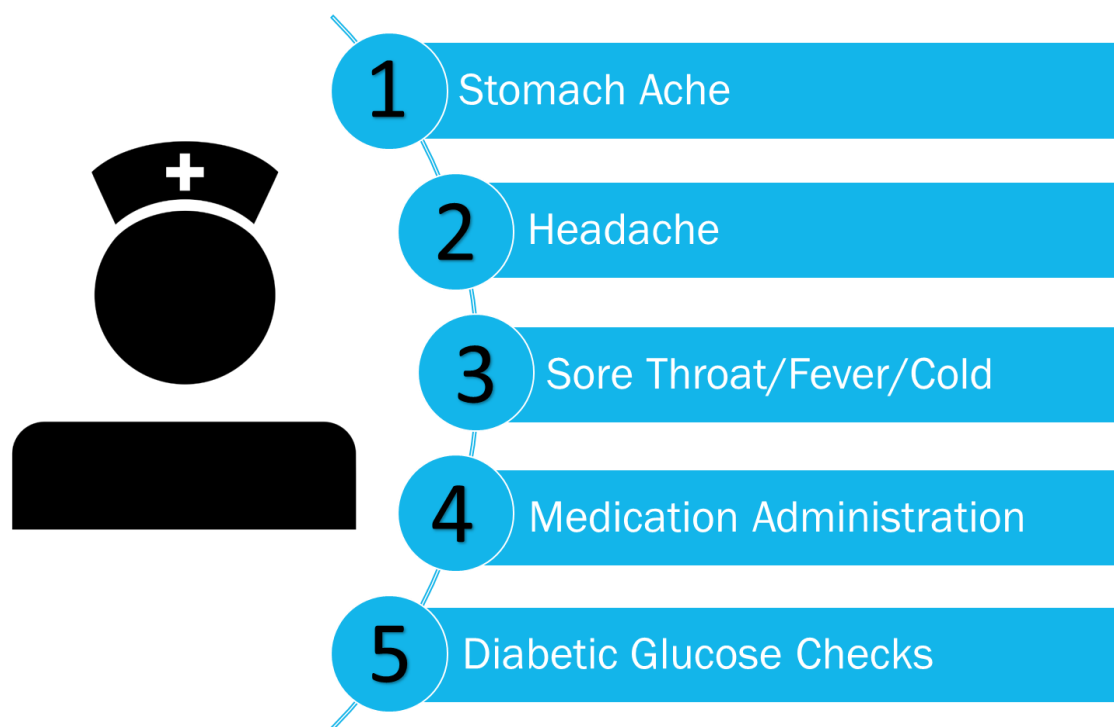 1 Stomach Ache
2 Headache
3 Sore Throat/Fever/Cold
4 Medication Administration
5 Diabetic Glucose Checks